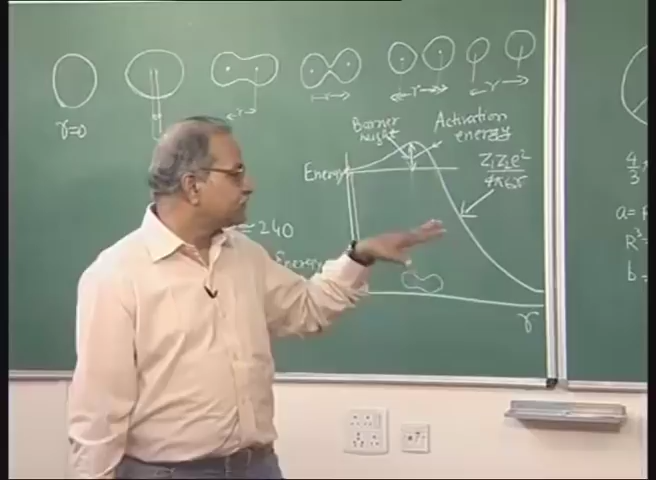 r=0
r
r
r
r
Barrier
height
Activation
energy
Energy
Z₁Z₂e²
4πε₀r
≈ 240
Energy
r
4
3
a=
R³
b =